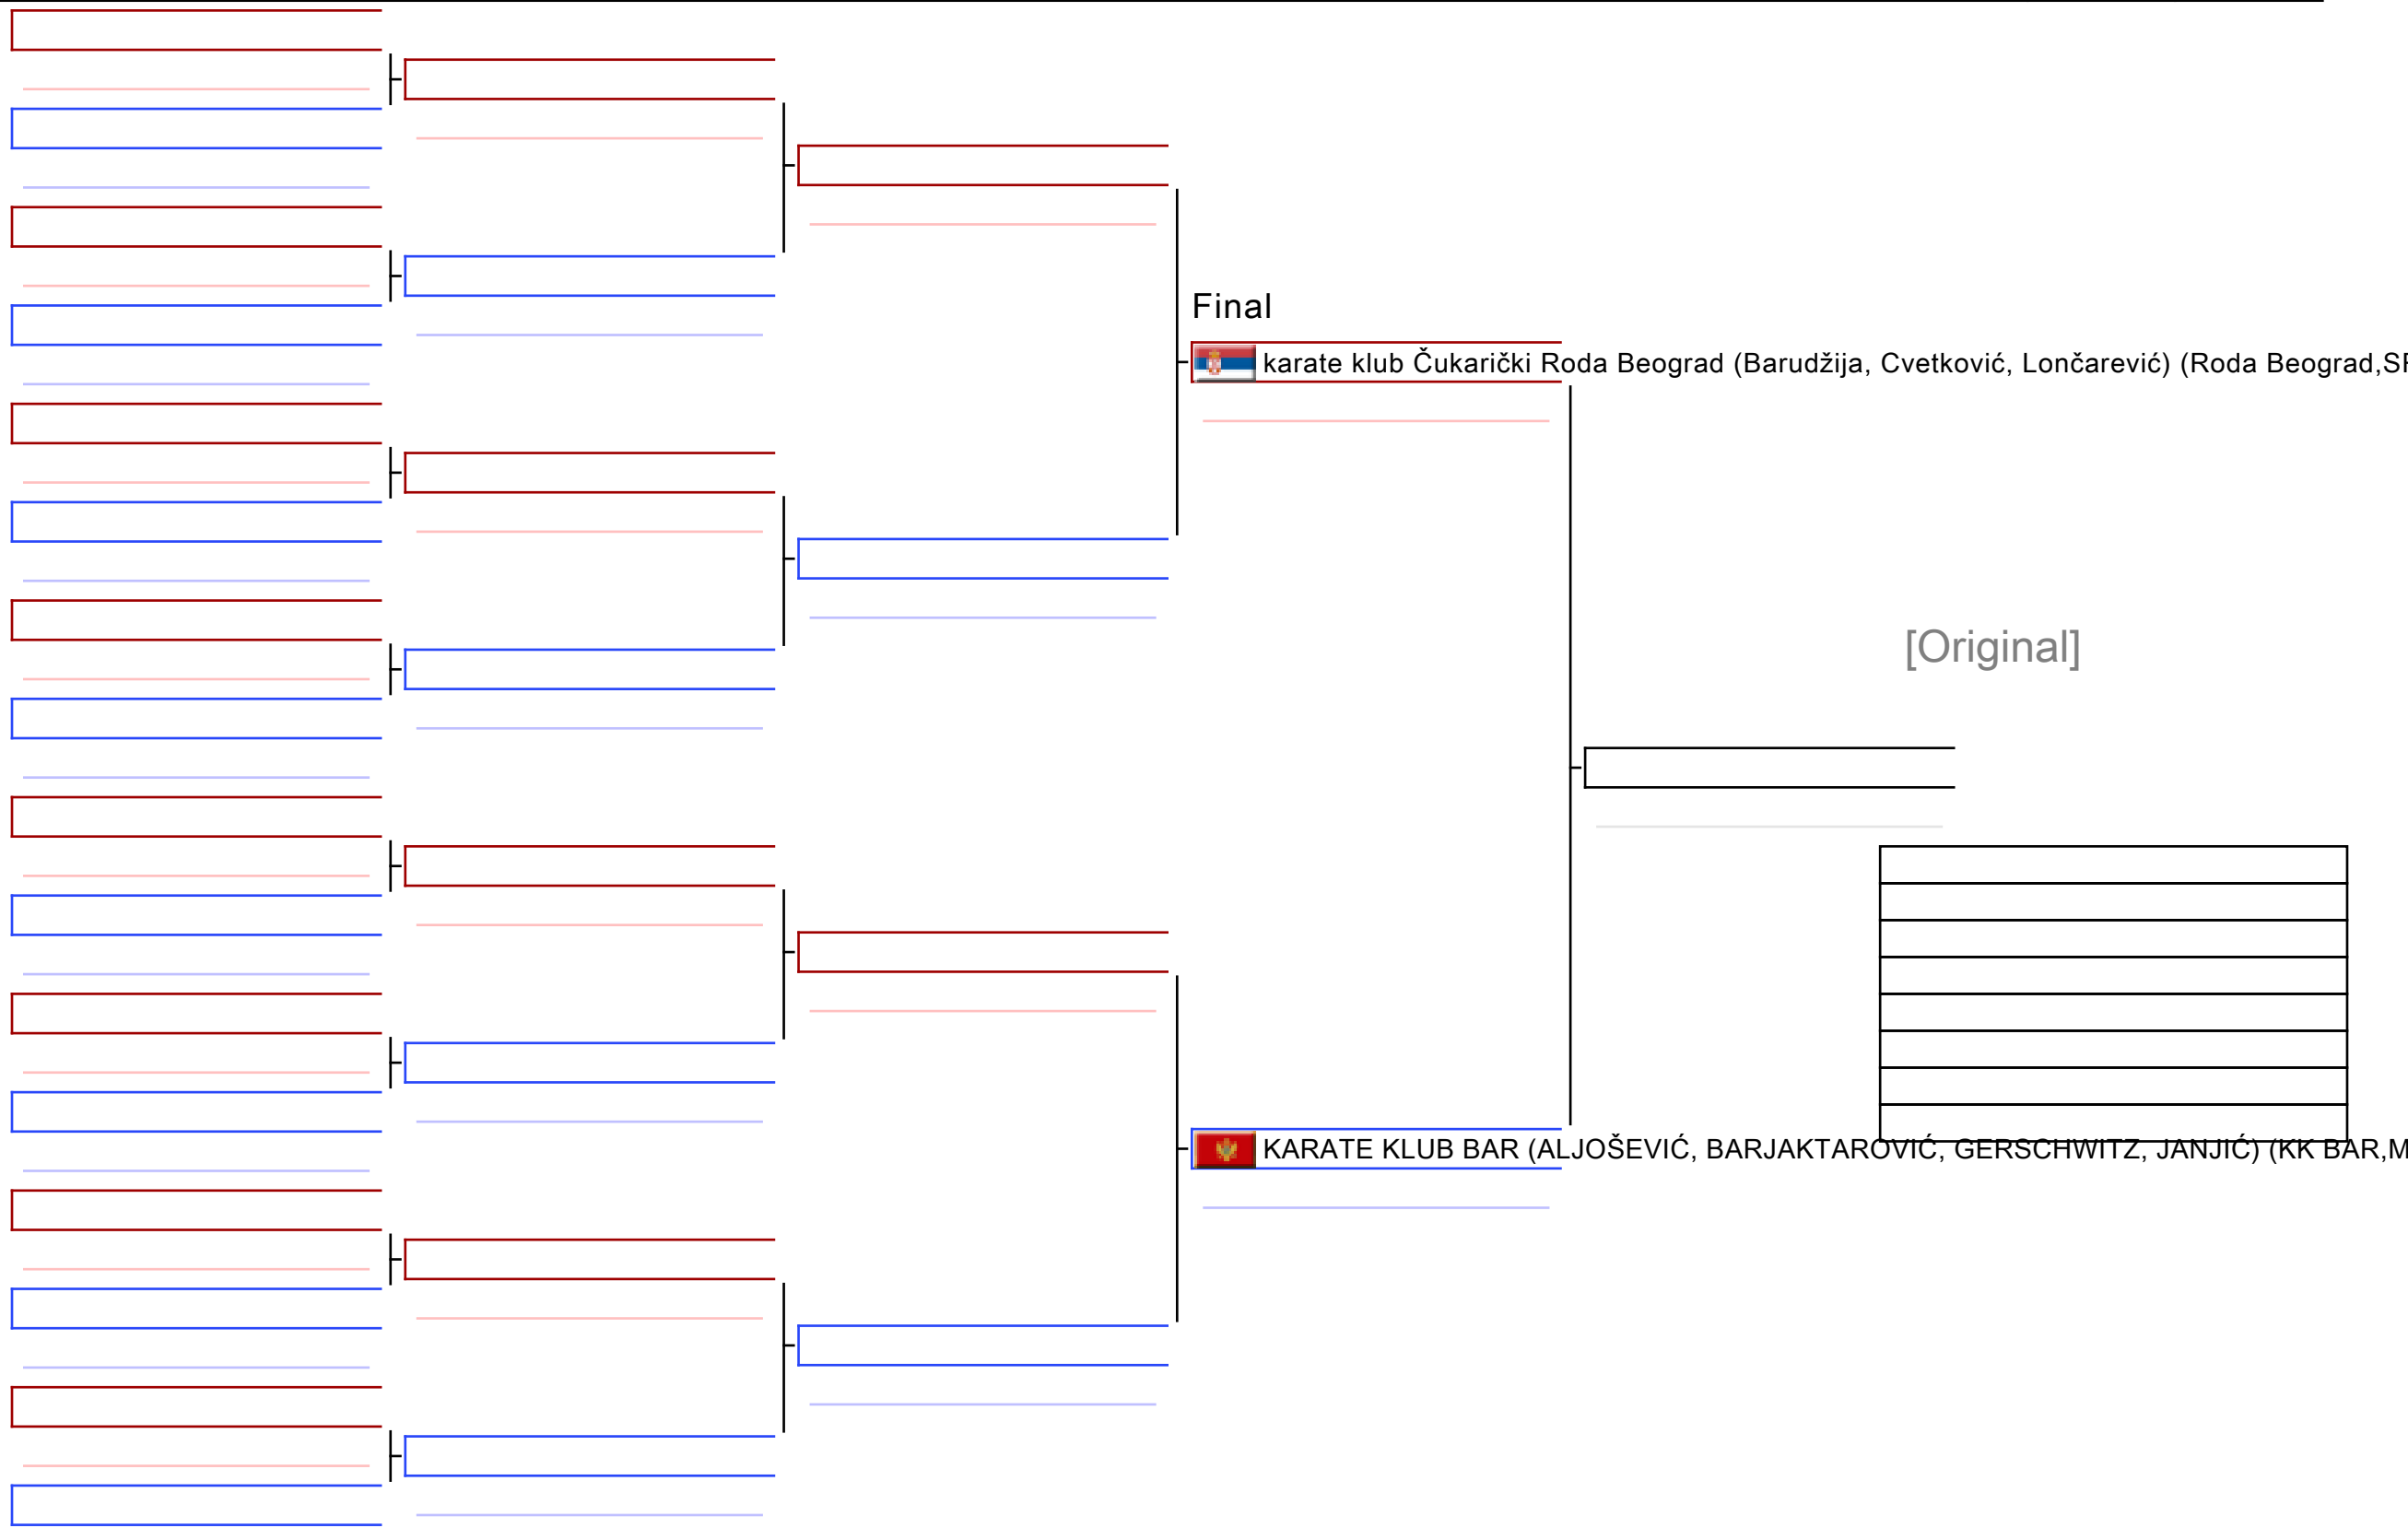 Final
karate klub Čukarički Roda Beograd (Barudžija, Cvetković, Lončarević) (Roda Beograd,
[Original]
KARATE KLUB BAR (ALJOŠEVIĆ, BARJAKTAROVIĆ, GERSCHWITZ, JANJIĆ) (KK BAR,M